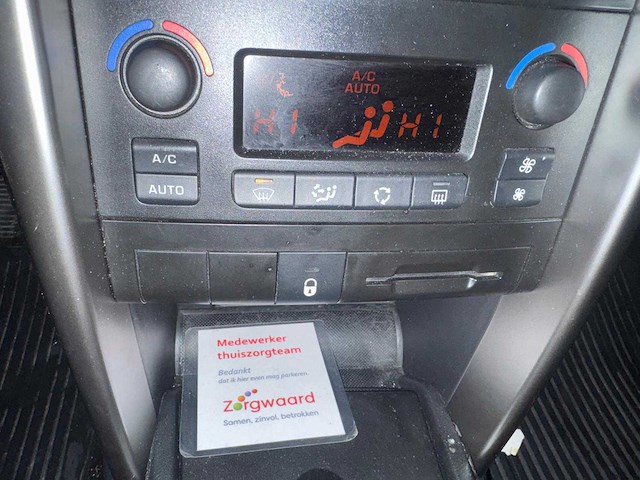 A/C
AUTO
HI HI
A/C
AUTO
Medewerker
thuiszorgteam
Bedankt
dat ik hier even mag parkeren.
Zorgwaard
Samen, zinvol, betrokken